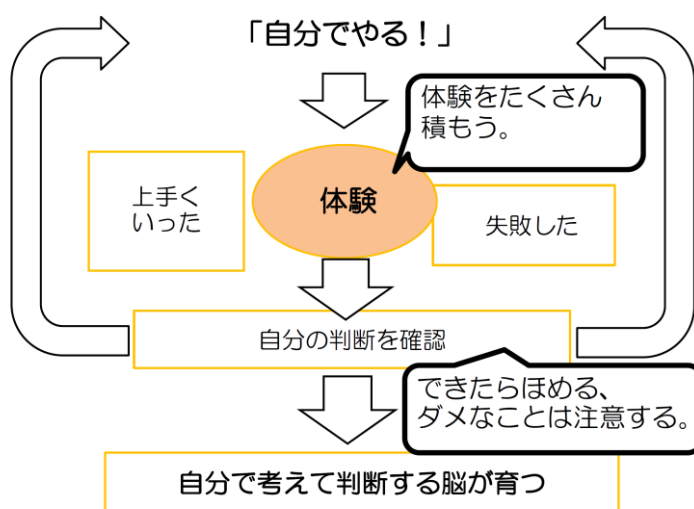 「自分でやる！」
体験をたくさん
積もう。
上手く
いった
体験
失敗した
自分の判断を確認
できたらほめる、
ダメなことは注意する。
自分で考えて判断する脳が育つ